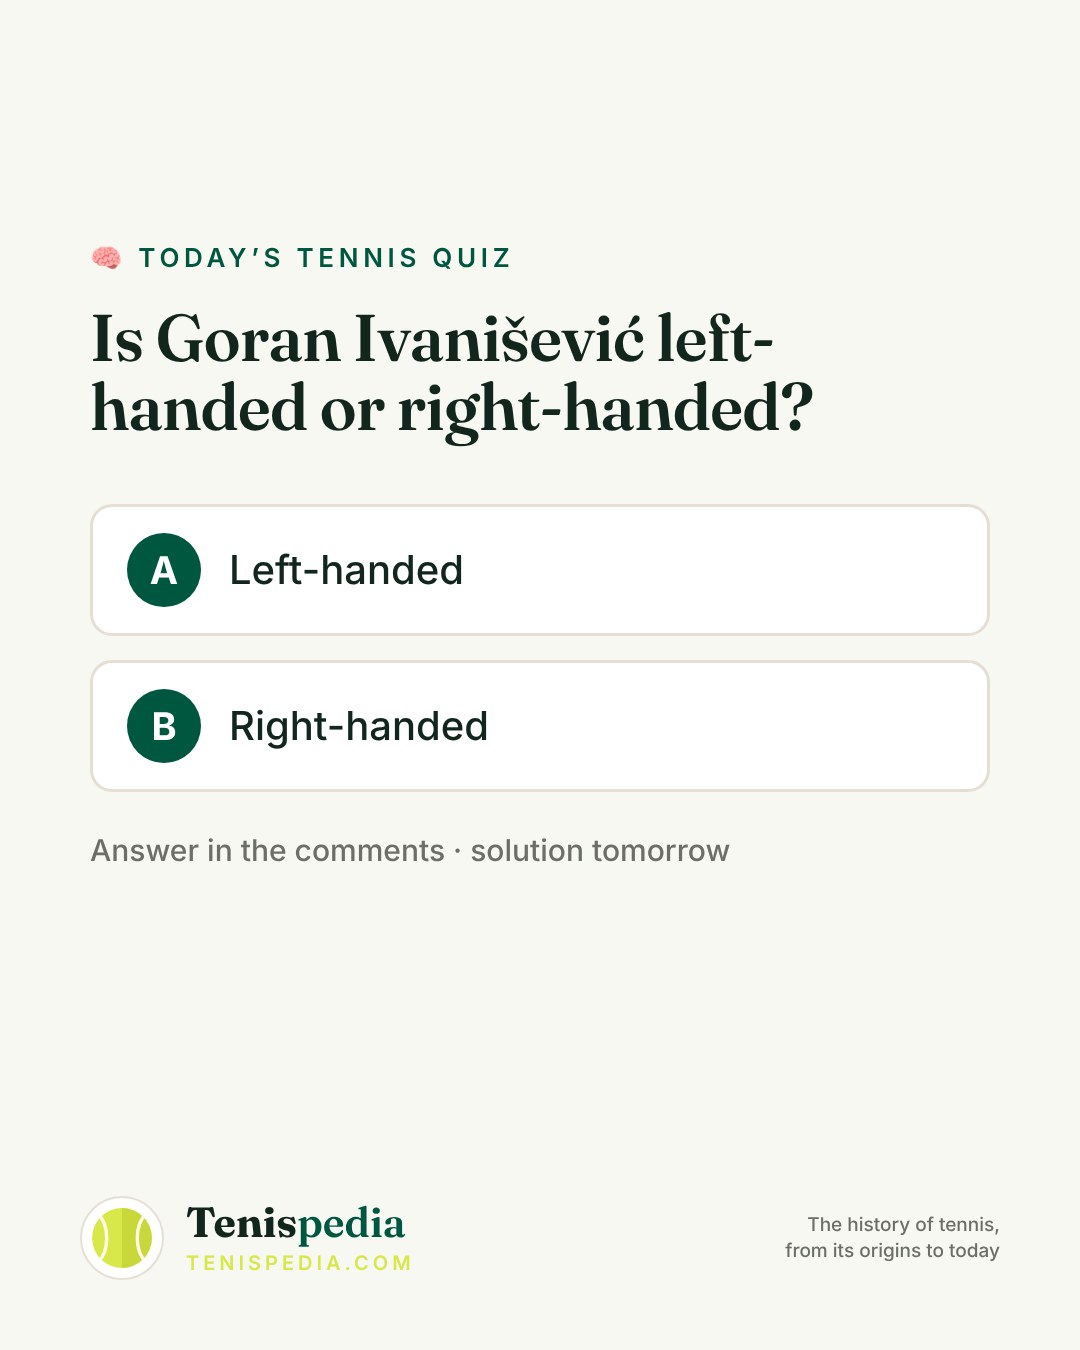 🧠 TODAY’S TENNIS QUIZ
Is Goran Ivanišević left-
handed or right-handed?
A Left-handed
B Right-handed
Answer in the comments · solution tomorrow
Tenispedia
TENISPEDIA.COM
The history of tennis,
from its origins to today